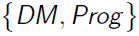 {DM, Prog}